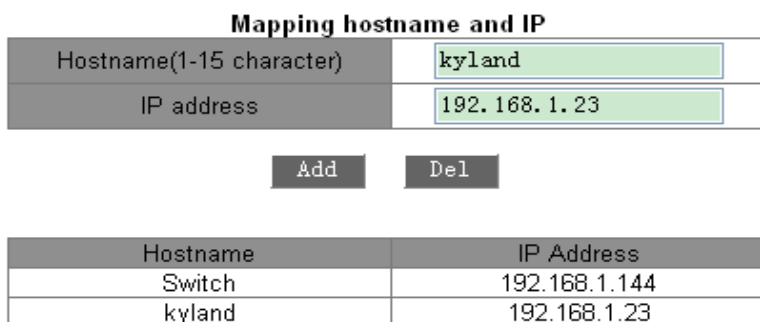 Mapping hostname and IP
Hostname(1-15 character) kyland
IP address 192.168.1.23
Add Del
Hostname IP Address
Switch 192.168.1.144
kyland 192.168.1.23